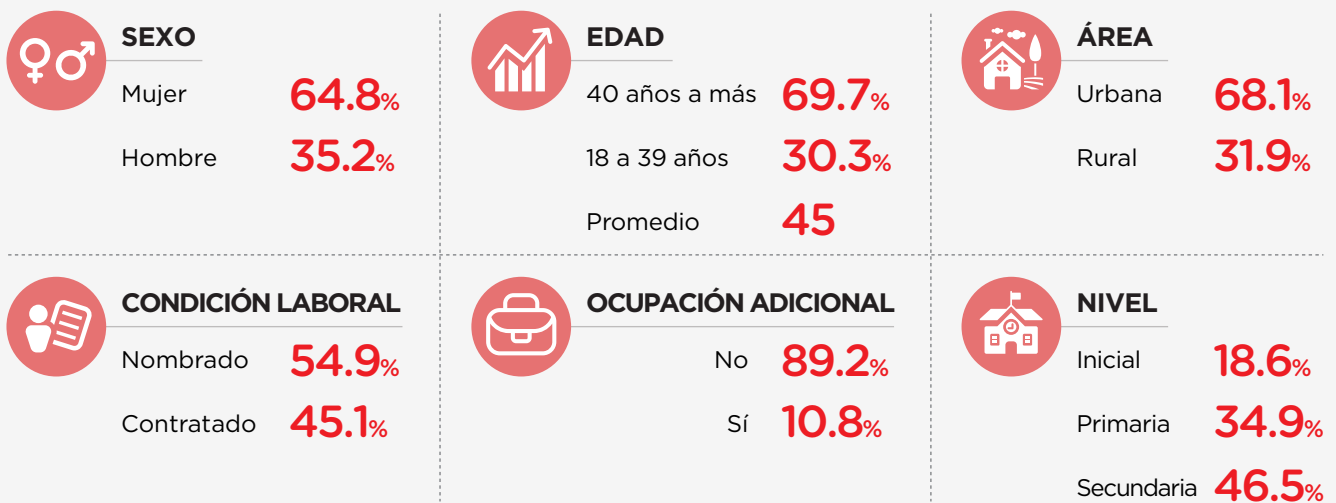 SEXO
Mujer 64.8%
Hombre 35.2%
EDAD
40 años a más 69.7%
18 a 39 años 30.3%
Promedio 45
ÁREA
Urbana 68.1%
Rural 31.9%
CONDICIÓN LABORAL
Nombrado 54.9%
Contratado 45.1%
OCUPACIÓN ADICIONAL
No 89.2%
Sí 10.8%
NIVEL
Inicial 18.6%
Primaria 34.9%
Secundaria 46.5%